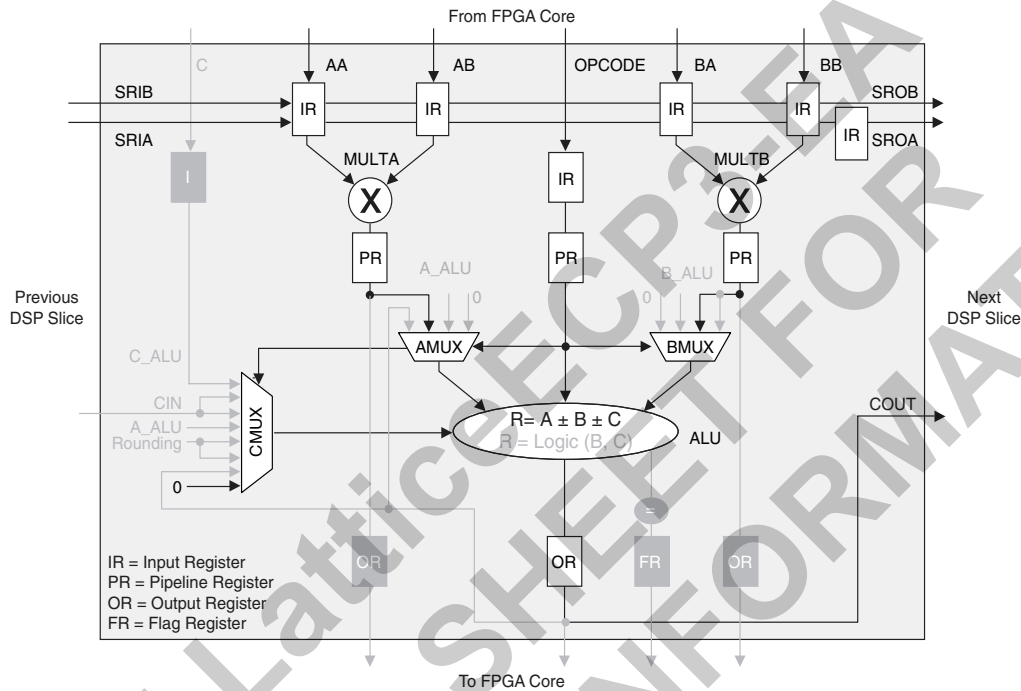 From FPGA Core
C
AA
AB
OPCODE
BA
BB
SRIB
IR
IR
IR
IR
SROB
SRIA
IR
SROA
MULTA
MULTB
I
IR
X
X
PR
PR
PR
A_ALU
B_ALU
0
0
Previous
DSP Slice
Next
DSP Slice
AMUX
BMUX
C_ALU
CIN
A_ALU
Rounding
0
CMUX
R= A ± B ± C
R = Logic (B, C)
ALU
COUT
=
OR
OR
FR
OR
IR = Input Register
PR = Pipeline Register
OR = Output Register
FR = Flag Register
To FPGA Core
LatticeECP3-EA
SHEET FOR
INFORMAT